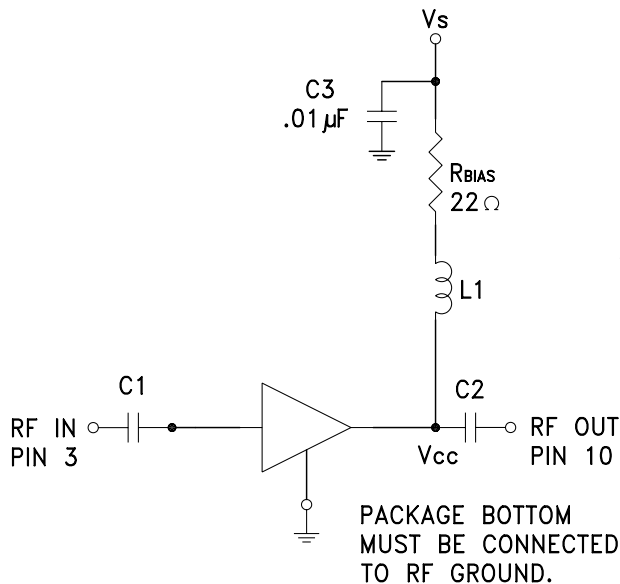 Vs
C3
.01µF
RBIAS
22Ω
L1
C1
C2
RF IN
PIN 3
Vcc
RF OUT
PIN 10
PACKAGE BOTTOM
MUST BE CONNECTED
TO RF GROUND.